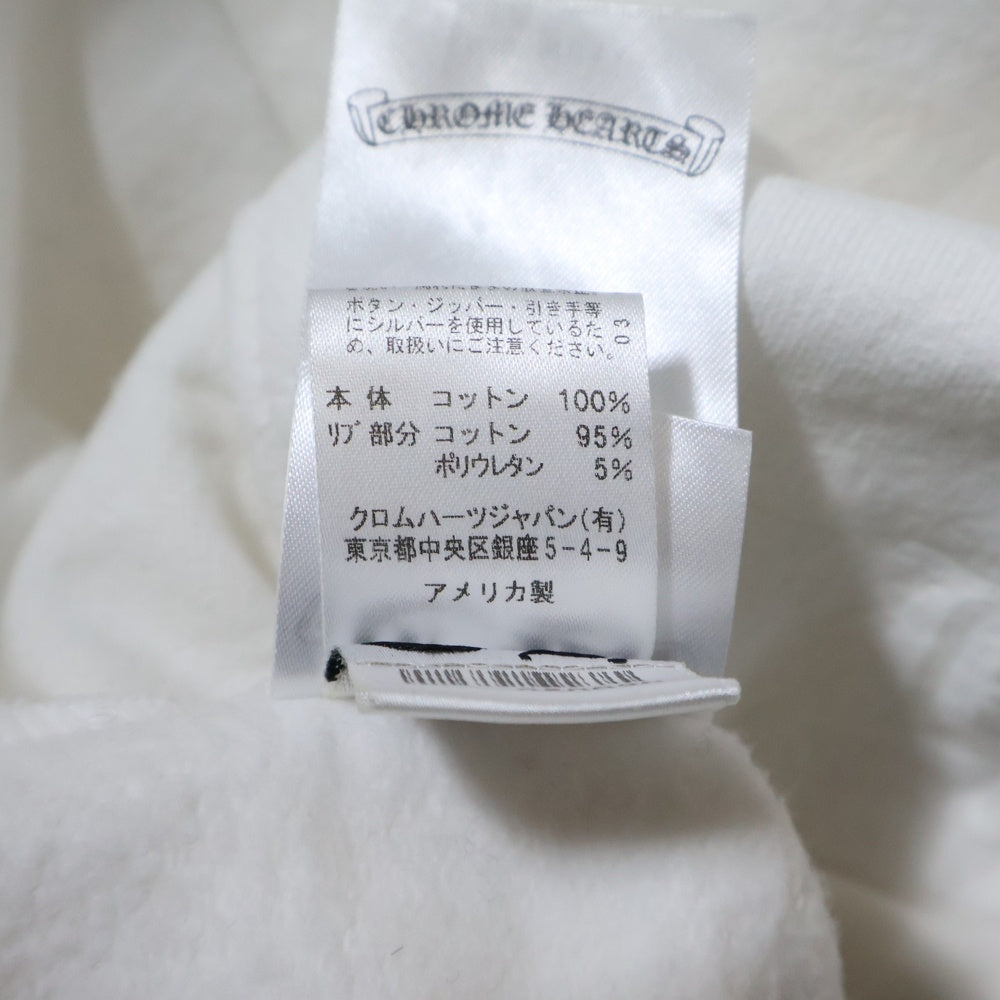 CHROME HEARTS
ボタン・ジッパー・引き手等
にシルバーを使用しているた
め、取扱いにご注意ください。
03
本体 コットン 100%
ﾘﾌﾞ部分 コットン 95%
ポリウレタン 5%
クロムハーツジャパン(有)
東京都中央区銀座5-4-9
アメリカ製